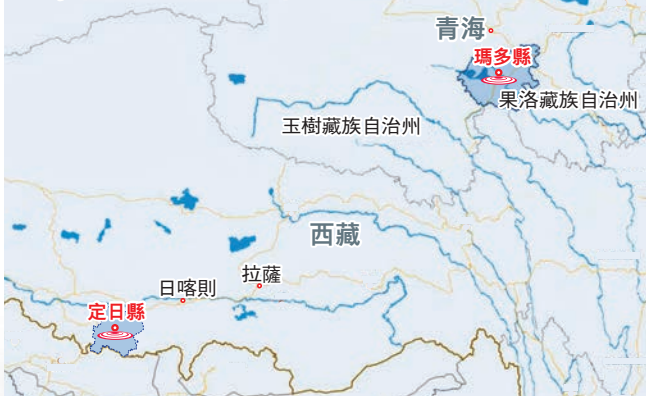 青海
瑪多縣
果洛藏族自治州
玉樹藏族自治州
西藏
拉薩
日喀則
定日縣